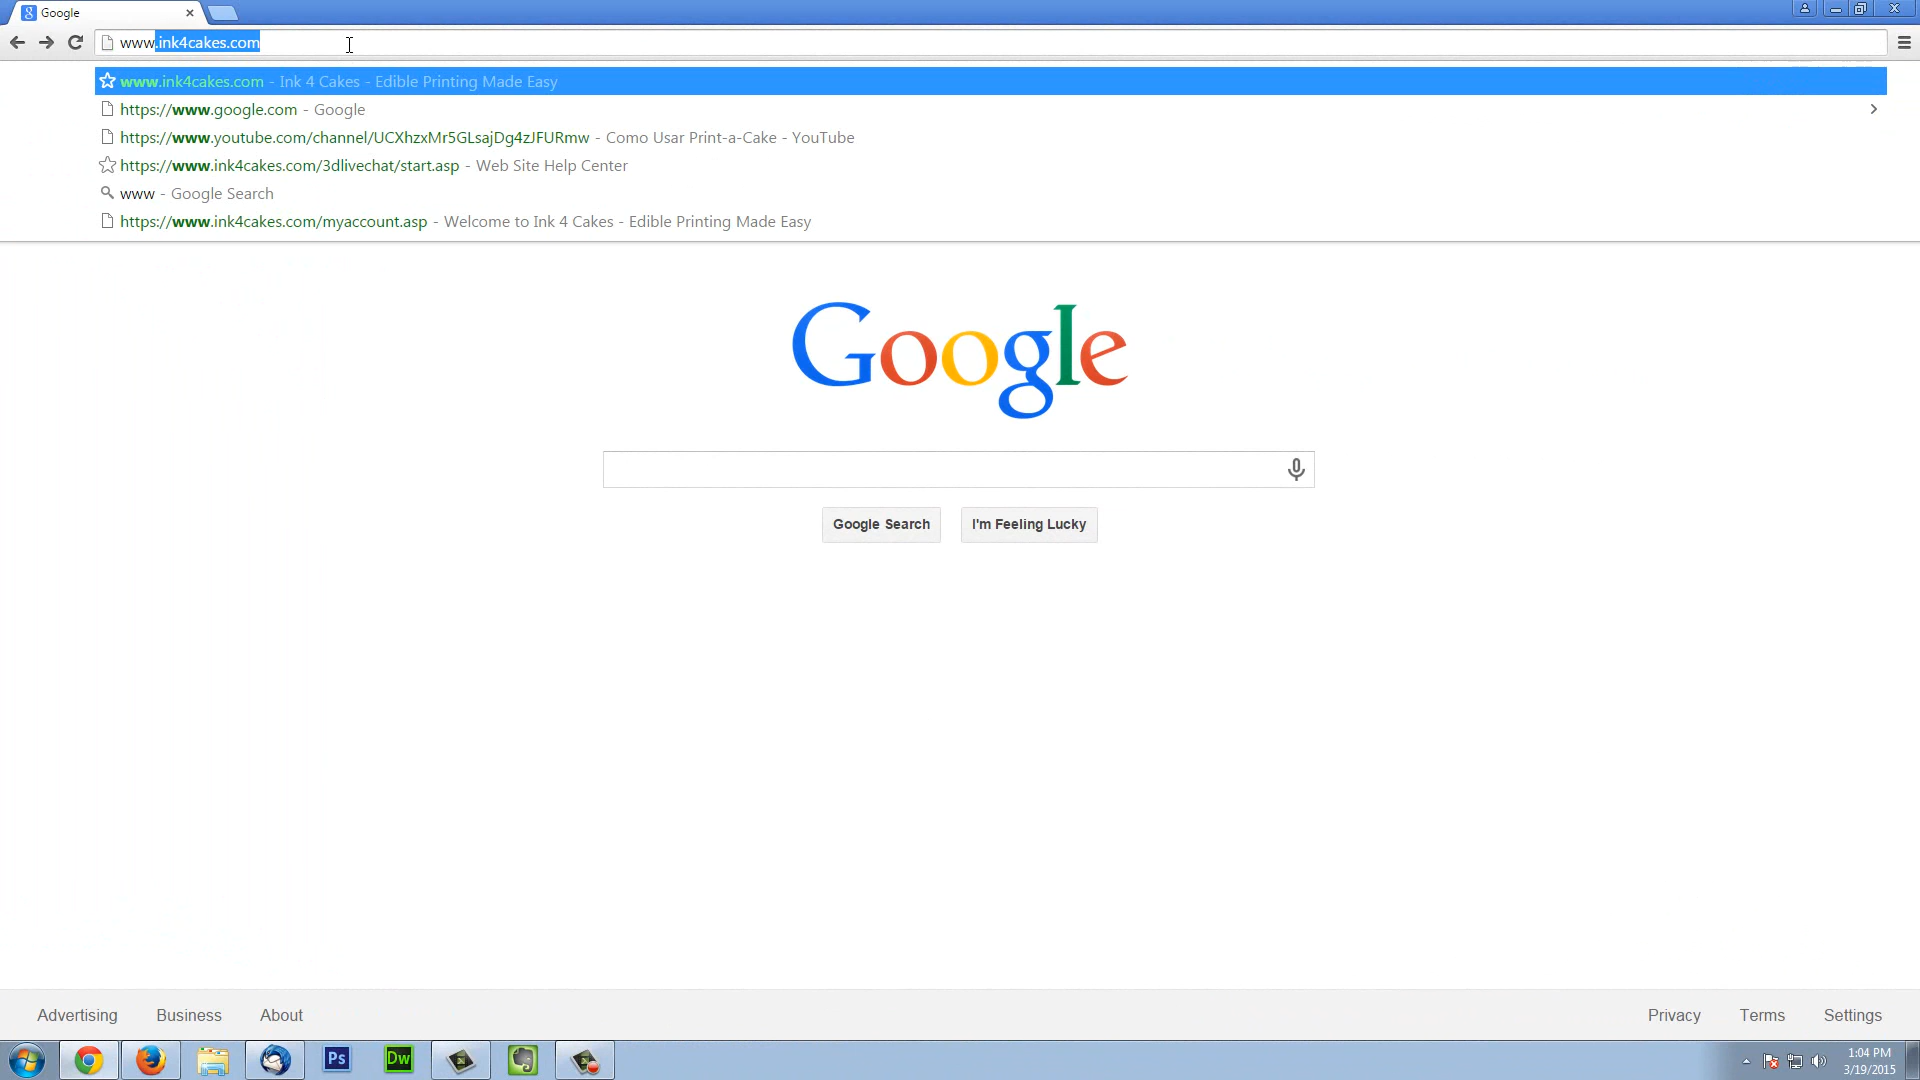 Google
www.ink4cakes.com
www.ink4cakes.com - Ink 4 Cakes - Edible Printing Made Easy
https://www.google.com - Google
https://www.youtube.com/channel/UCXhzxMr5GLsajDg4zJFURmw - Como Usar Print-a-Cake - YouTube
https://www.ink4cakes.com/3dlivechat/start.asp - Web Site Help Center
www - Google Search
https://www.ink4cakes.com/myaccount.asp - Welcome to Ink 4 Cakes - Edible Printing Made Easy
Google
Google Search I'm Feeling Lucky
Advertising Business About Privacy Terms Settings
Ps Dw
1:04 PM
3/19/2015